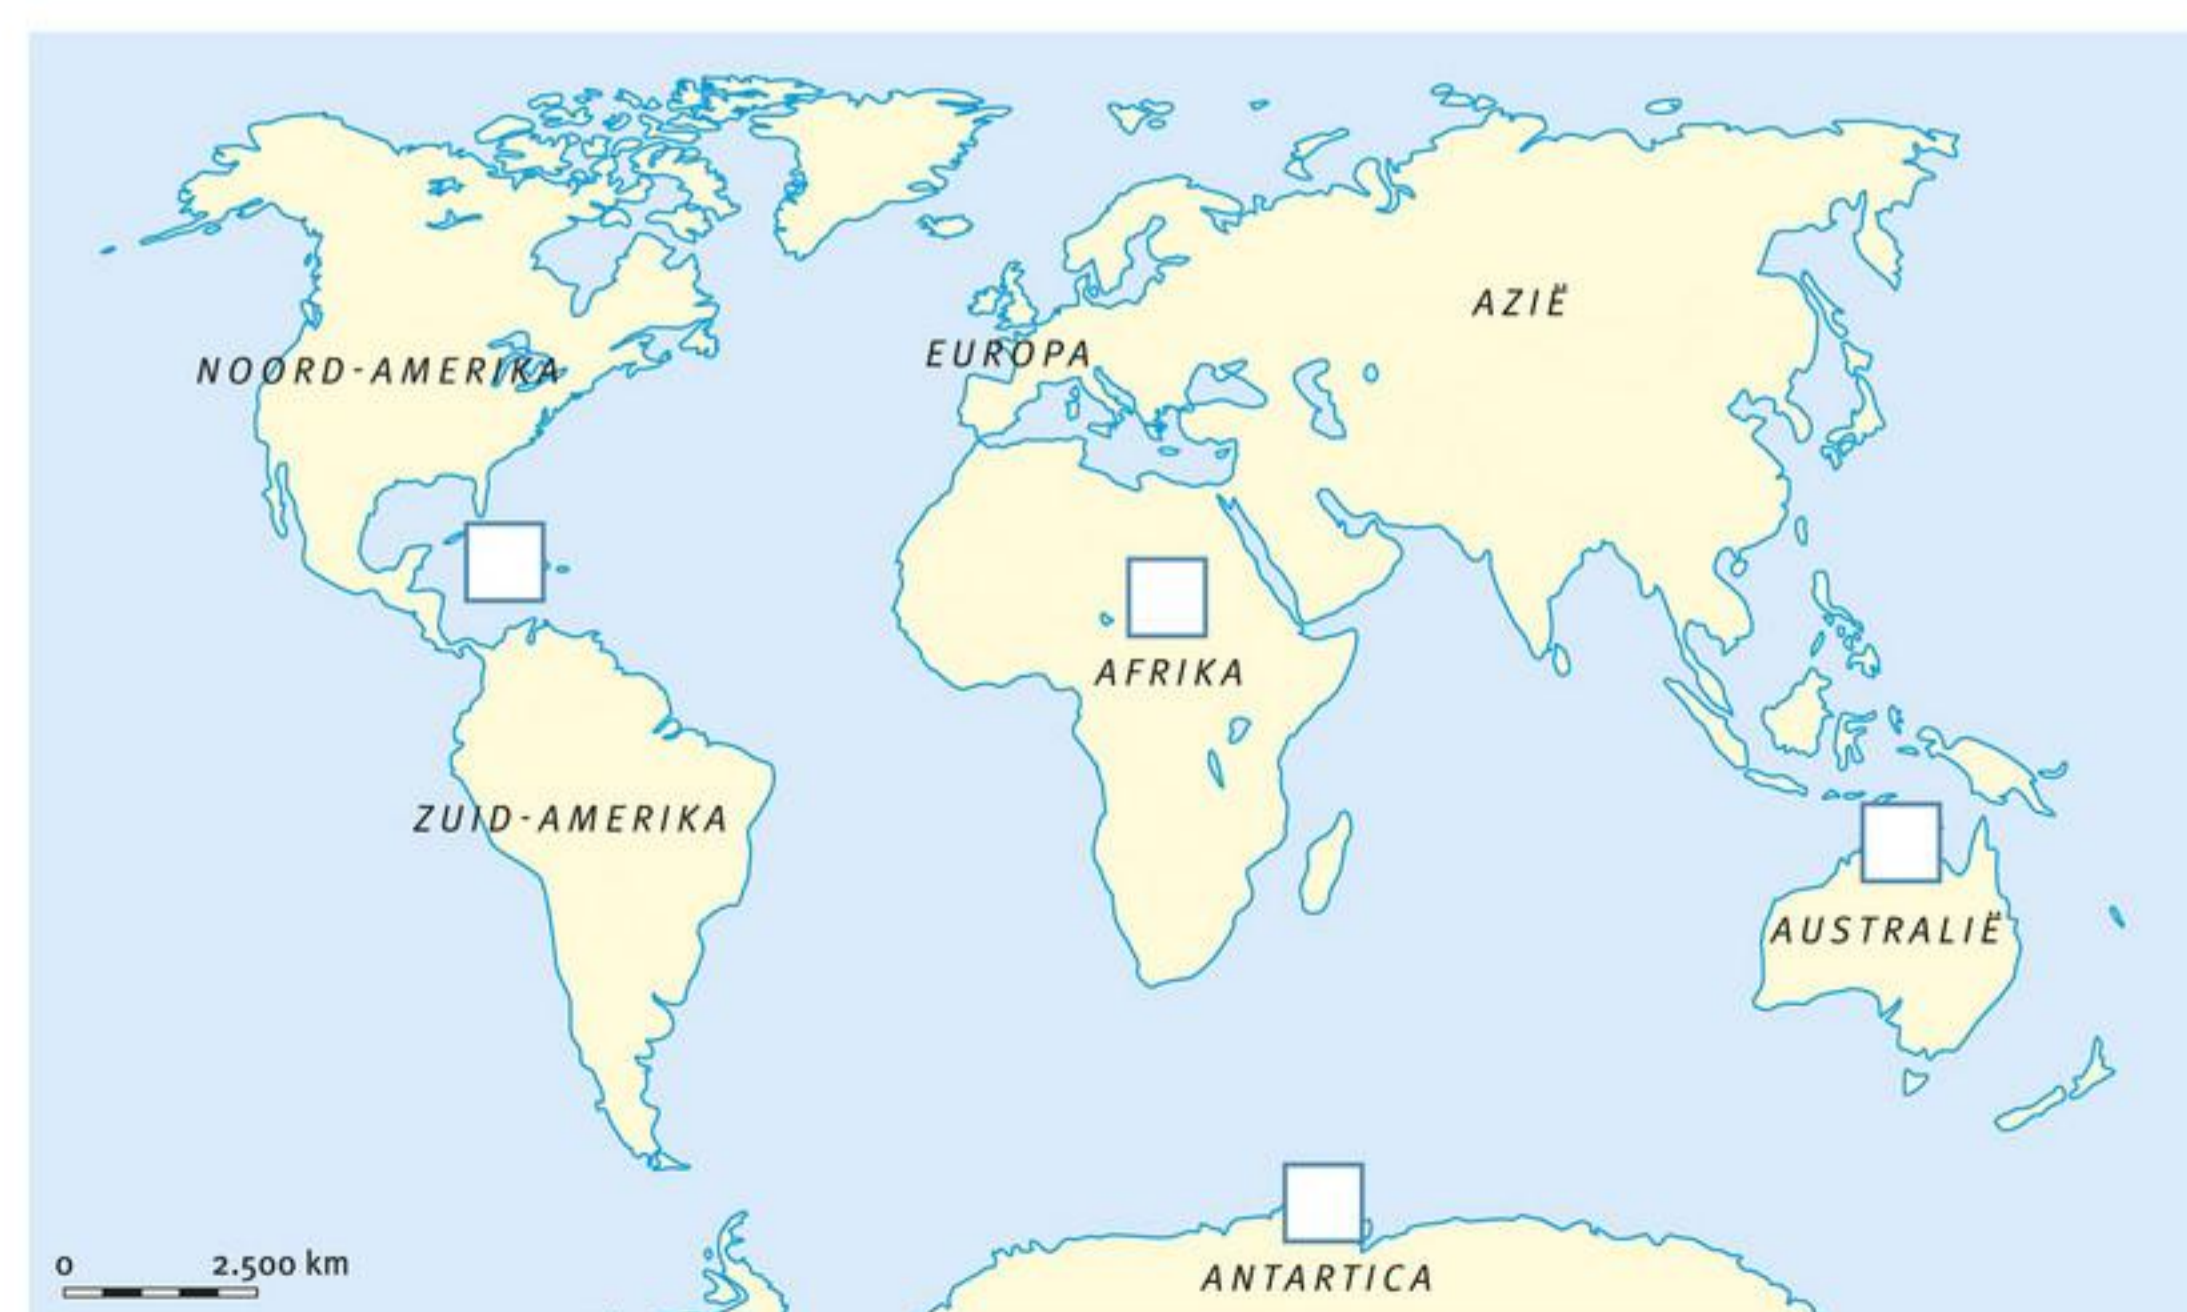 AZIË
EUROPA
NOORD-AMERIKA
AFRIKA
ZUID-AMERIKA
AUSTRALIË
0 2.500 km
ANTARTICA